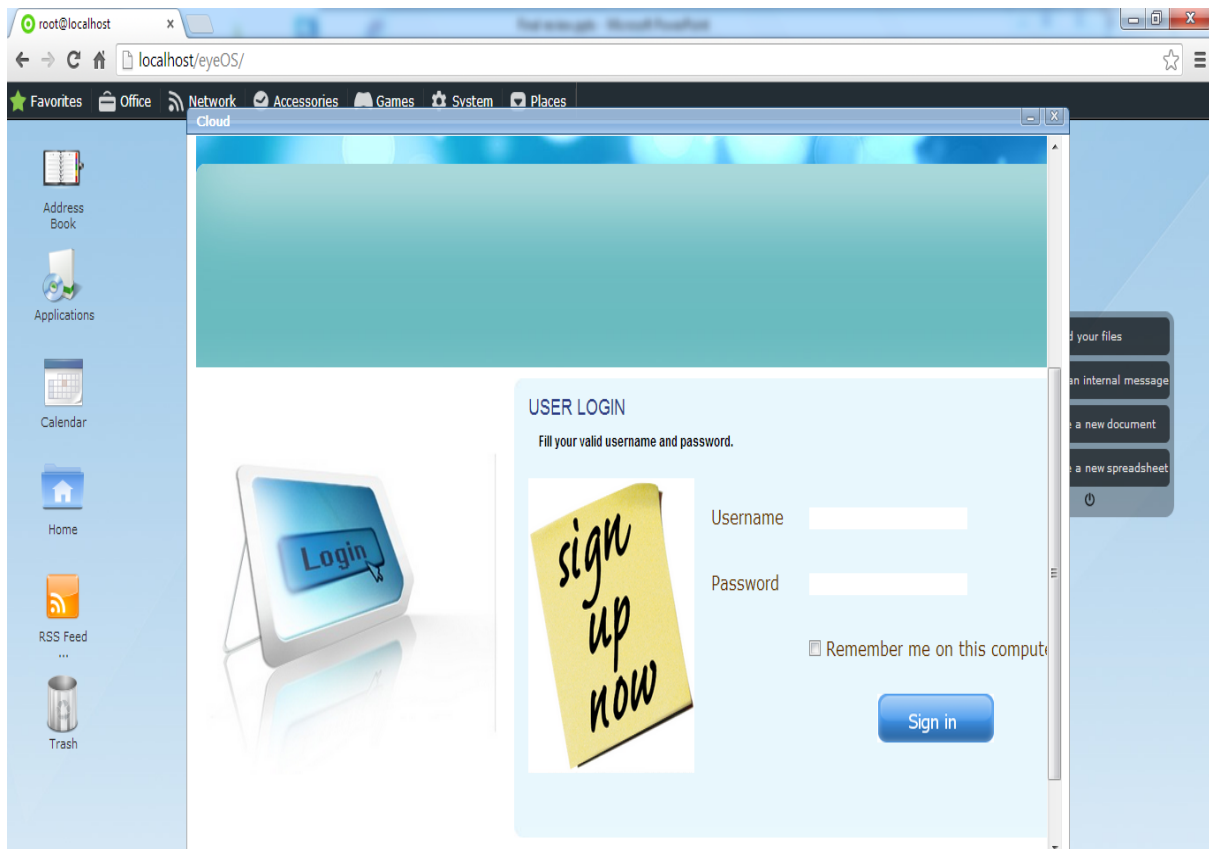 root@localhost
Final review.pptx - Microsoft PowerPoint
localhost/eyeOS/
Favorites Office Network Accessories Games System Places
Cloud
Address
Book
Applications
Calendar
Home
RSS Feed
...
Trash
USER LOGIN
Fill your valid username and password.
Login
sign
up
now
Username
Password
Remember me on this compute
Sign in
d your files
an internal message
e a new document
e a new spreadsheet